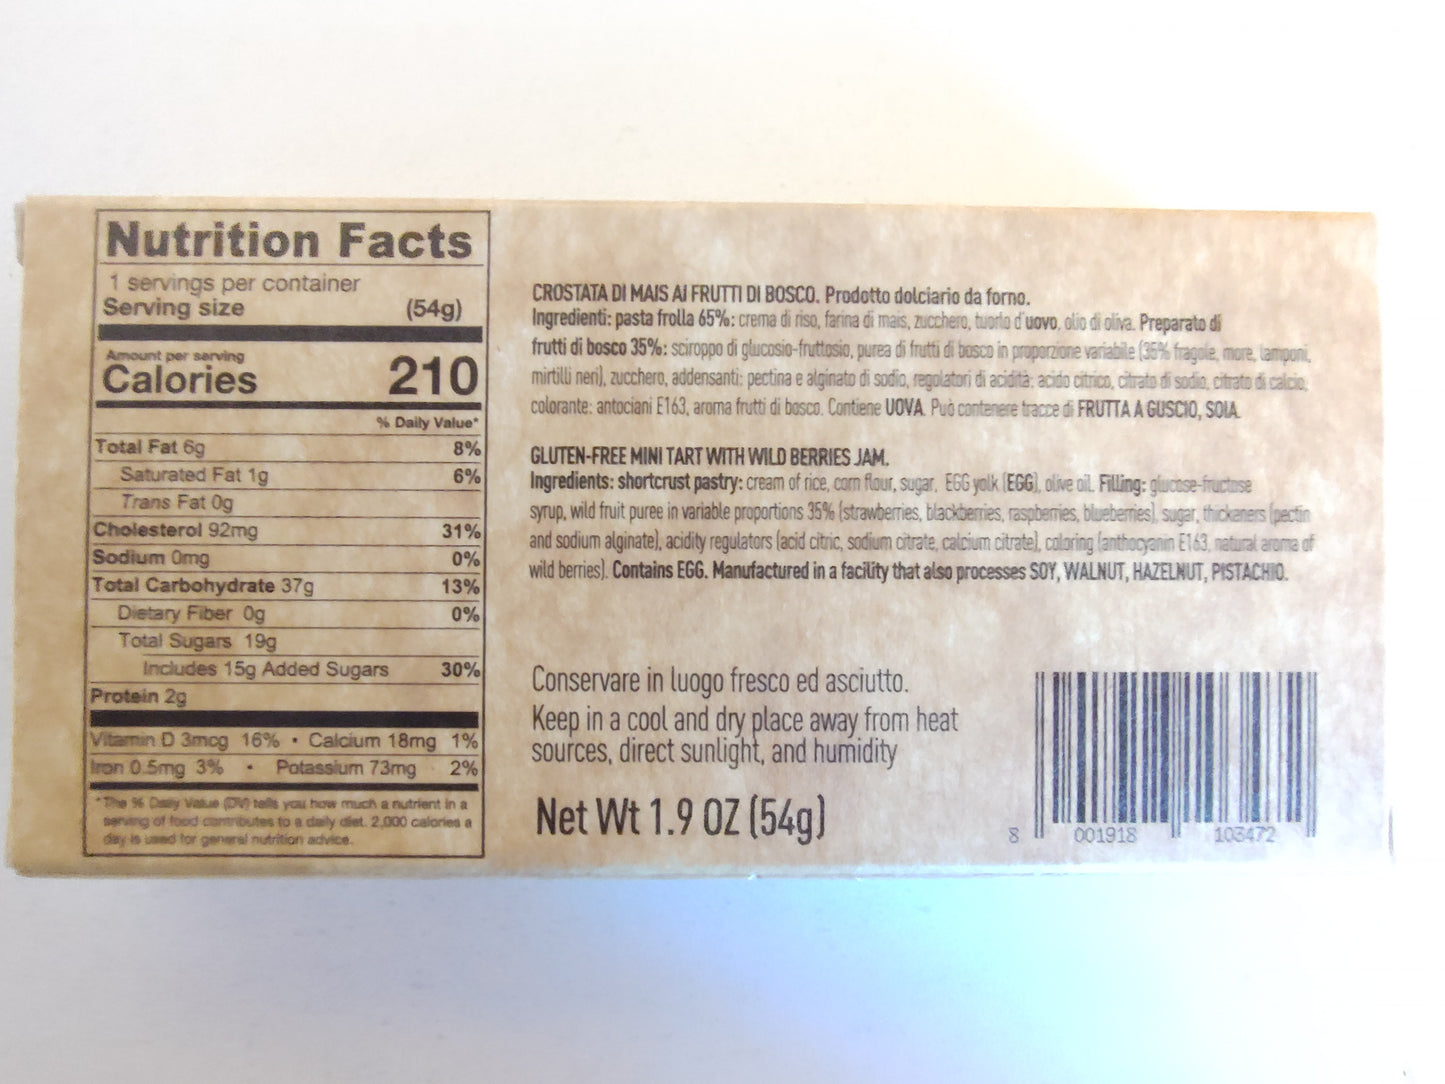 Nutrition Facts
1 servings per container
Serving size (54g)
Amount per serving
Calories 210
% Daily Value*
Total Fat 6g 8%
Saturated Fat 1g 6%
Trans Fat 0g
Cholesterol 92mg 31%
Sodium 0mg 0%
Total Carbohydrate 37g 13%
Dietary Fiber 0g 0%
Total Sugars 19g
Includes 15g Added Sugars 30%
Protein 2g
Vitamin D 3mcg 16% • Calcium 18mg 1%
Iron 0.5mg 3% • Potassium 73mg 2%
*The % Daily Value (DV) tells you how much a nutrient in a
serving of food contributes to a daily diet. 2,000 calories a
day is used for general nutrition advice.
CROSTATA DI MAIS AI FRUTTI DI BOSCO. Prodotto dolciario da forno.
Ingredienti: pasta frolla 65%: crema di riso, farina di mais, zucchero, tuorlo d'uovo, olio di oliva. Preparato di
frutti di bosco 35%: sciroppo di glucosio-fruttosio, purea di frutti di bosco in proporzione variabile (35% fragole, more, lamponi,
mirtilli neri), zucchero, addensanti: pectina e alginato di sodio, regolatori di acidità: acido citrico, citrato di sodio, citrato di calcio,
colorante: antociani E163, aroma frutti di bosco. Contiene UOVA. Può contenere tracce di FRUTTA A GUSCIO, SOIA.
GLUTEN-FREE MINI TART WITH WILD BERRIES JAM.
Ingredients: shortcrust pastry: cream of rice, corn flour, sugar, EGG yolk (EGG), olive oil. Filling: glucose-fructose
syrup, wild fruit puree in variable proportions 35% (strawberries, blackberries, raspberries, blueberries), sugar, thickeners (pectin
and sodium alginate), acidity regulators (acid citric, sodium citrate, calcium citrate), coloring (anthocyanin E163, natural aroma of
wild berries). Contains EGG. Manufactured in a facility that also processes SOY, WALNUT, HAZELNUT, PISTACHIO.
Conservare in luogo fresco ed asciutto.
Keep in a cool and dry place away from heat
sources, direct sunlight, and humidity
Net Wt 1.9 OZ (54g)
8 001918 103472